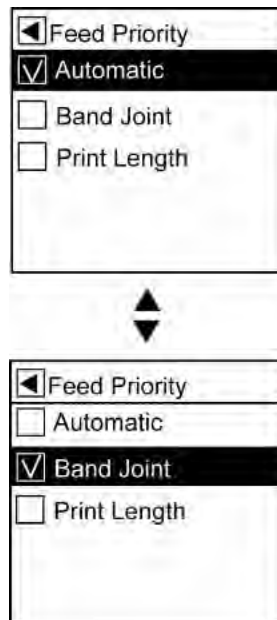 Feed Priority
Automatic
Band Joint
Print Length
Feed Priority
Automatic
Band Joint
Print Length